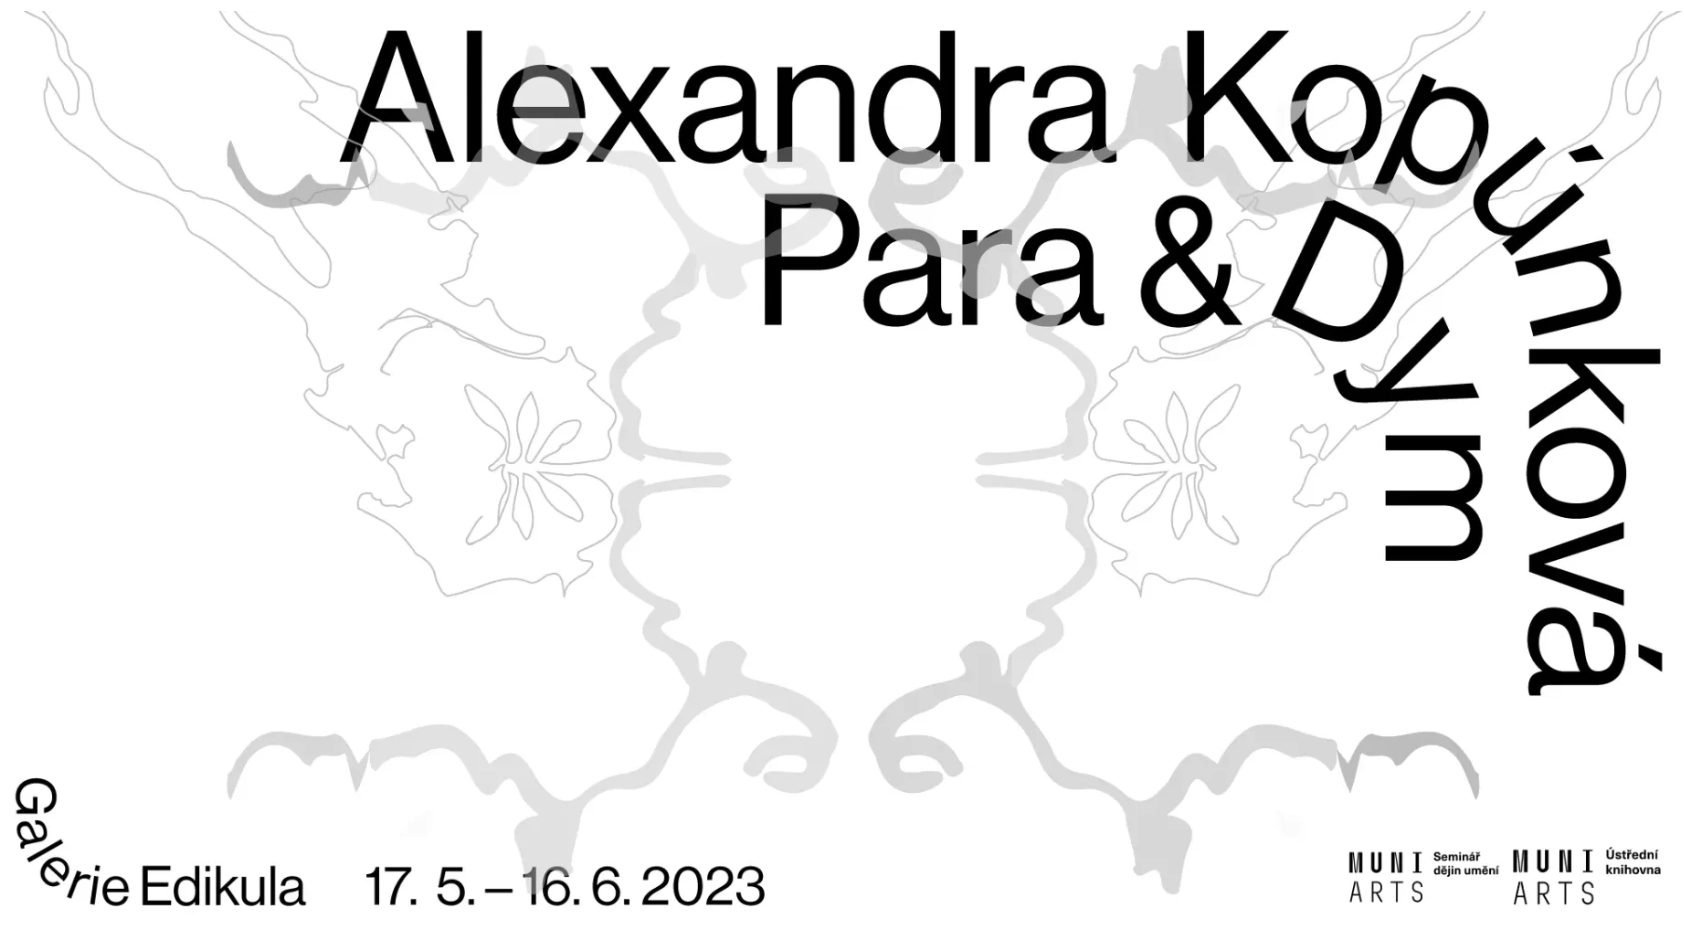 Alexandra Kopúnková
Para & Dym
Galerie Edikula 17. 5. – 16. 6. 2023
MUNI
ARTS
Seminář
dějin umění
MUNI
ARTS
Ústřední
knihovna